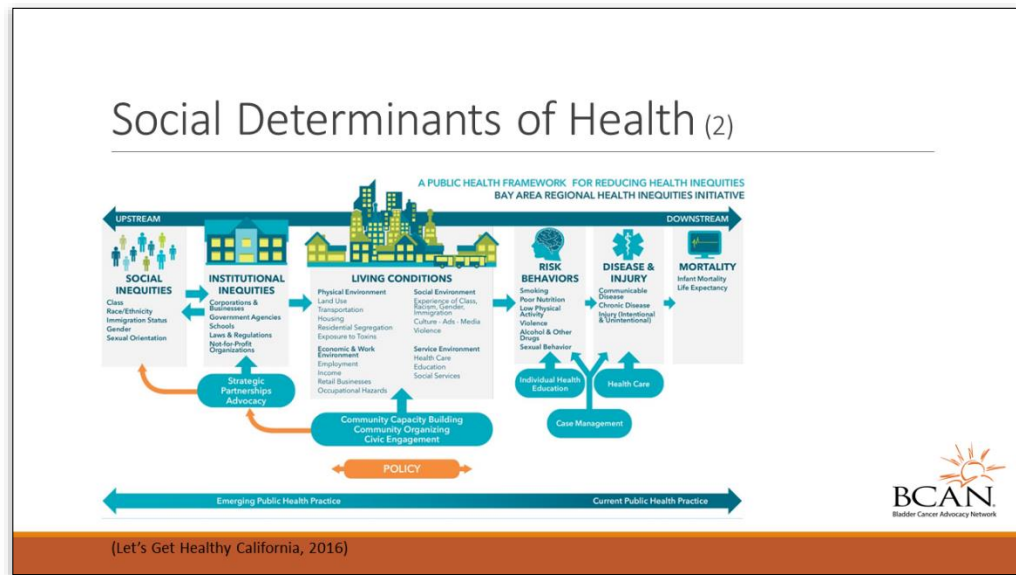 Social Determinants of Health (2)
A PUBLIC HEALTH FRAMEWORK FOR REDUCING HEALTH INEQUITIES
BAY AREA REGIONAL HEALTH INEQUITIES INITIATIVE
UPSTREAM
DOWNSTREAM
SOCIAL
INEQUITIES
Class
Race/Ethnicity
Immigration Status
Gender
Sexual Orientation
INSTITUTIONAL
INEQUITIES
Corporations &
Businesses
Government Agencies
Schools
Laws & Regulations
Not-for-Profit
Organizations
LIVING CONDITIONS
Physical Environment
Land Use
Transportation
Housing
Residential Segregation
Exposure to Toxins
Economic & Work
Environment
Employment
Income
Retail Businesses
Occupational Hazards
Social Environment
Experience of Class,
Racism, Gender,
Immigration
Culture - Ads - Media
Violence
Service Environment
Health Care
Education
Social Services
RISK
BEHAVIORS
Smoking
Poor Nutrition
Low Physical
Activity
Violence
Alcohol & Other
Drugs
Sexual Behavior
DISEASE &
INJURY
Communicable
Disease
Chronic Disease
Injury (Intentional
& Unintentional)
MORTALITY
Infant Mortality
Life Expectancy
Strategic
Partnerships
Advocacy
Community Capacity Building
Community Organizing
Civic Engagement
Individual Health
Education
Health Care
Case Management
POLICY
Emerging Public Health Practice
Current Public Health Practice
BCAN
Bladder Cancer Advocacy Network
(Let's Get Healthy California, 2016)